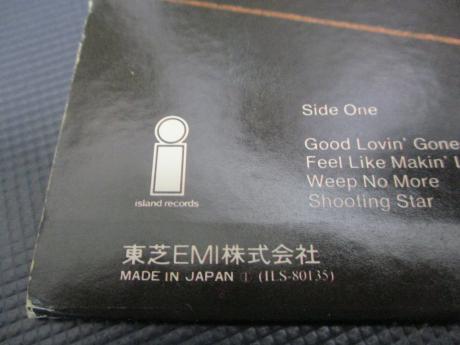 Side One
Good Lovin' Gone
Feel Like Makin' L
Weep No More
Shooting Star
i
island records
東芝EMI株式会社
MADE IN JAPAN ① (ILS-80135)